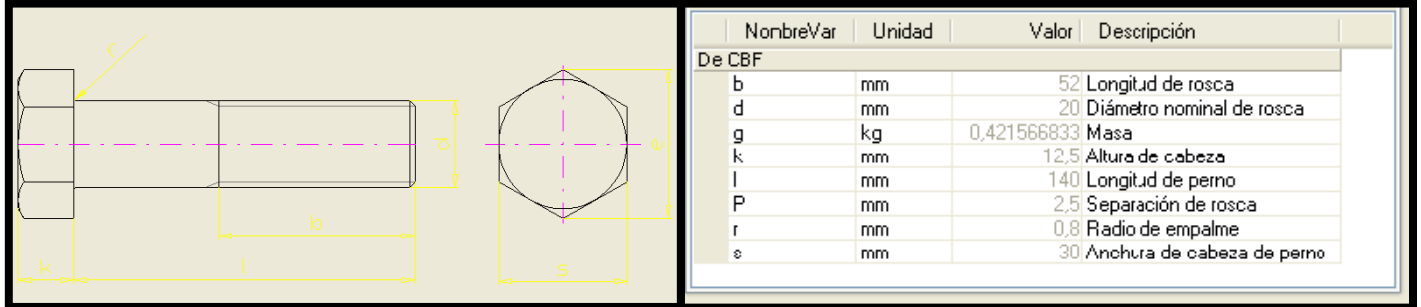 r
d
e
b
k
l
s
NombreVar Unidad Valor Descripción
De CBF
b mm 52 Longitud de rosca
d mm 20 Diámetro nominal de rosca
g kg 0,421566833 Masa
k mm 12,5 Altura de cabeza
l mm 140 Longitud de perno
P mm 2,5 Separación de rosca
r mm 0,8 Radio de empalme
s mm 30 Anchura de cabeza de perno